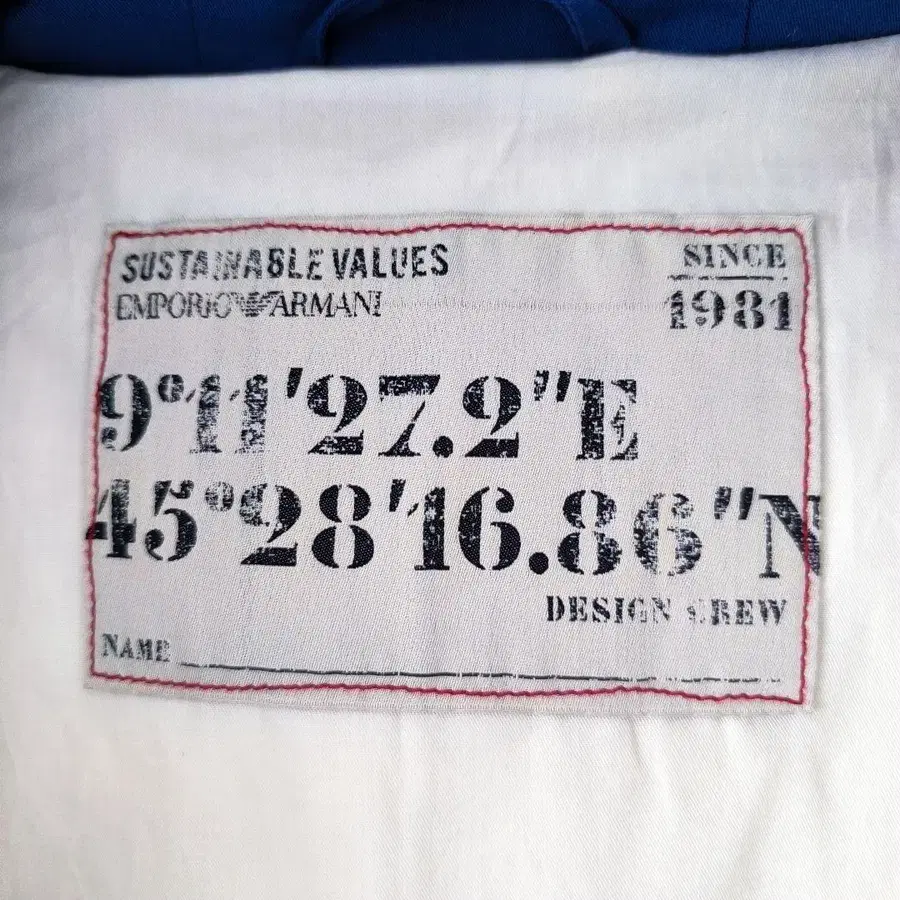 SUSTAINABLE VALUES
EMPORIO ARMANI
SINCE
1981
9°11'27.2"E
45°28'16.86"N
DESIGN CREW
NAME